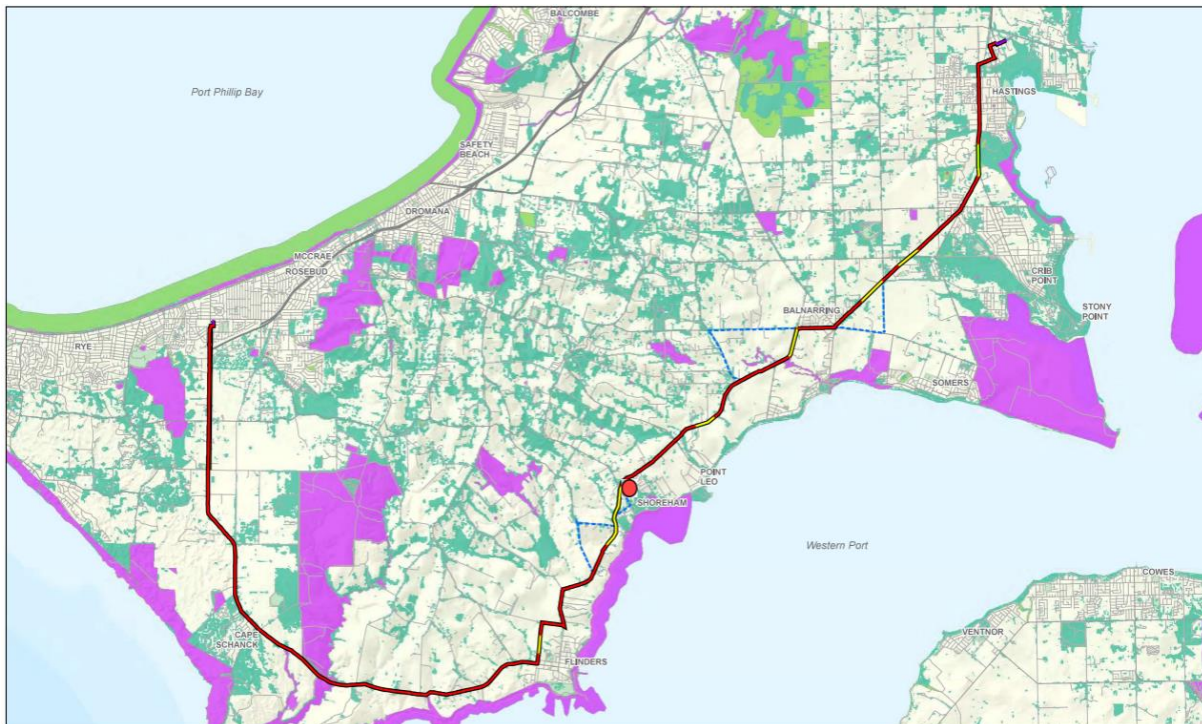 BALCOMBE
Port Phillip Bay
HASTINGS
SAFETY
BEACH
DROMANA
MCCRAE
ROSEBUD
CRIB
POINT
BALNARRING
STONY
POINT
RYE
SOMERS
POINT
LEO
SHOREHAM
Western Port
COWES
VENTNOR
CAPE
SCHANCK
FLINDERS